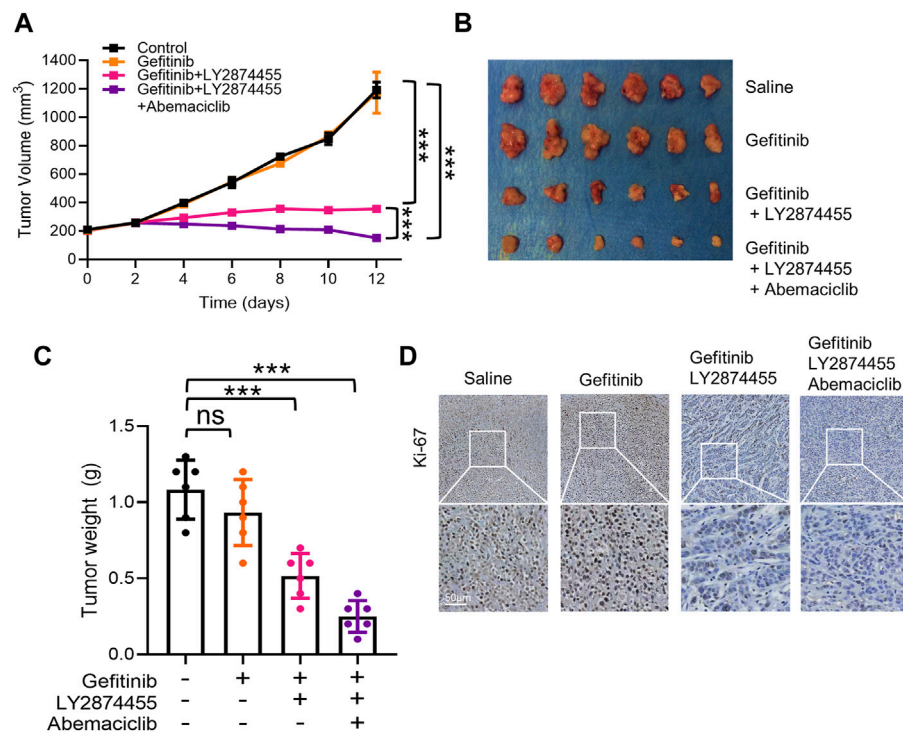 A
Control
Gefitinib
Gefitinib+LY2874455
Gefitinib+LY2874455
+Abemaciclib
Tumor Volume (mm³)
1400
1200
1000
800
600
400
200
0
0 2 4 6 8 10 12
Time (days)
***
***
***
B
Saline
Gefitinib
Gefitinib
+ LY2874455
Gefitinib
+ LY2874455
+ Abemaciclib
C
***
***
ns
Tumor weight (g)
1.5
1.0
0.5
0.0
Gefitinib - + + +
LY2874455 - - + +
Abemaciclib - - - +
D
Saline
Gefitinib
Gefitinib
LY2874455
Gefitinib
LY2874455
Abemaciclib
Ki-67
50μm